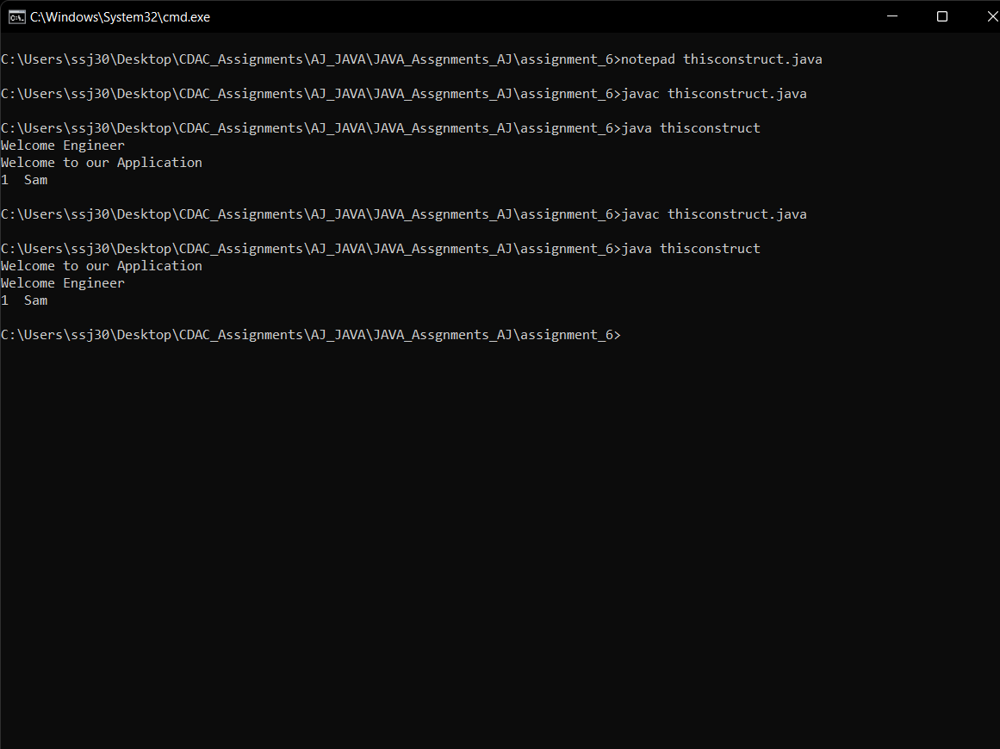 C:\Windows\System32\cmd.exe
C:\Users\ssj30\Desktop\CDAC_Assignments\AJ_JAVA\JAVA_Assgnments_AJ\assignment_6>notepad thisconstruct.java
C:\Users\ssj30\Desktop\CDAC_Assignments\AJ_JAVA\JAVA_Assgnments_AJ\assignment_6>javac thisconstruct.java
C:\Users\ssj30\Desktop\CDAC_Assignments\AJ_JAVA\JAVA_Assgnments_AJ\assignment_6>java thisconstruct
Welcome Engineer
Welcome to our Application
1  Sam
C:\Users\ssj30\Desktop\CDAC_Assignments\AJ_JAVA\JAVA_Assgnments_AJ\assignment_6>javac thisconstruct.java
C:\Users\ssj30\Desktop\CDAC_Assignments\AJ_JAVA\JAVA_Assgnments_AJ\assignment_6>java thisconstruct
Welcome to our Application
Welcome Engineer
1  Sam
C:\Users\ssj30\Desktop\CDAC_Assignments\AJ_JAVA\JAVA_Assgnments_AJ\assignment_6>